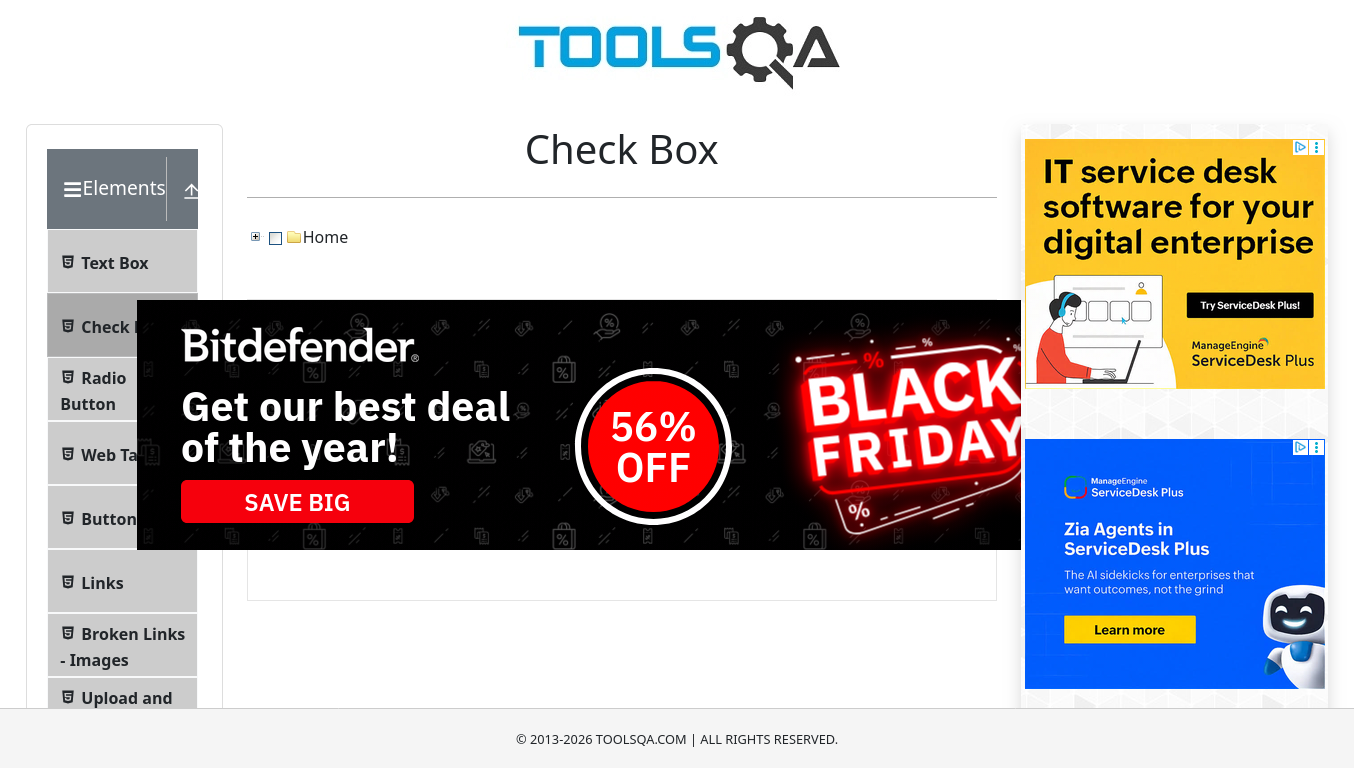 TOOLSQA
Check Box
Elements
Text Box
Check
Radio
Button
Web Ta
Button
Links
Broken Links
- Images
Upload and
Home
Bitdefender®
Get our best deal
of the year!
SAVE BIG
56%
OFF
BLACK
FRIDAY
IT service desk
software for your
digital enterprise
Try ServiceDesk Plus!
ManageEngine
ServiceDesk Plus
ManageEngine
ServiceDesk Plus
Zia Agents in
ServiceDesk Plus
The AI sidekicks for enterprises that
want outcomes, not the grind
Learn more
© 2013-2026 TOOLSQA.COM | ALL RIGHTS RESERVED.